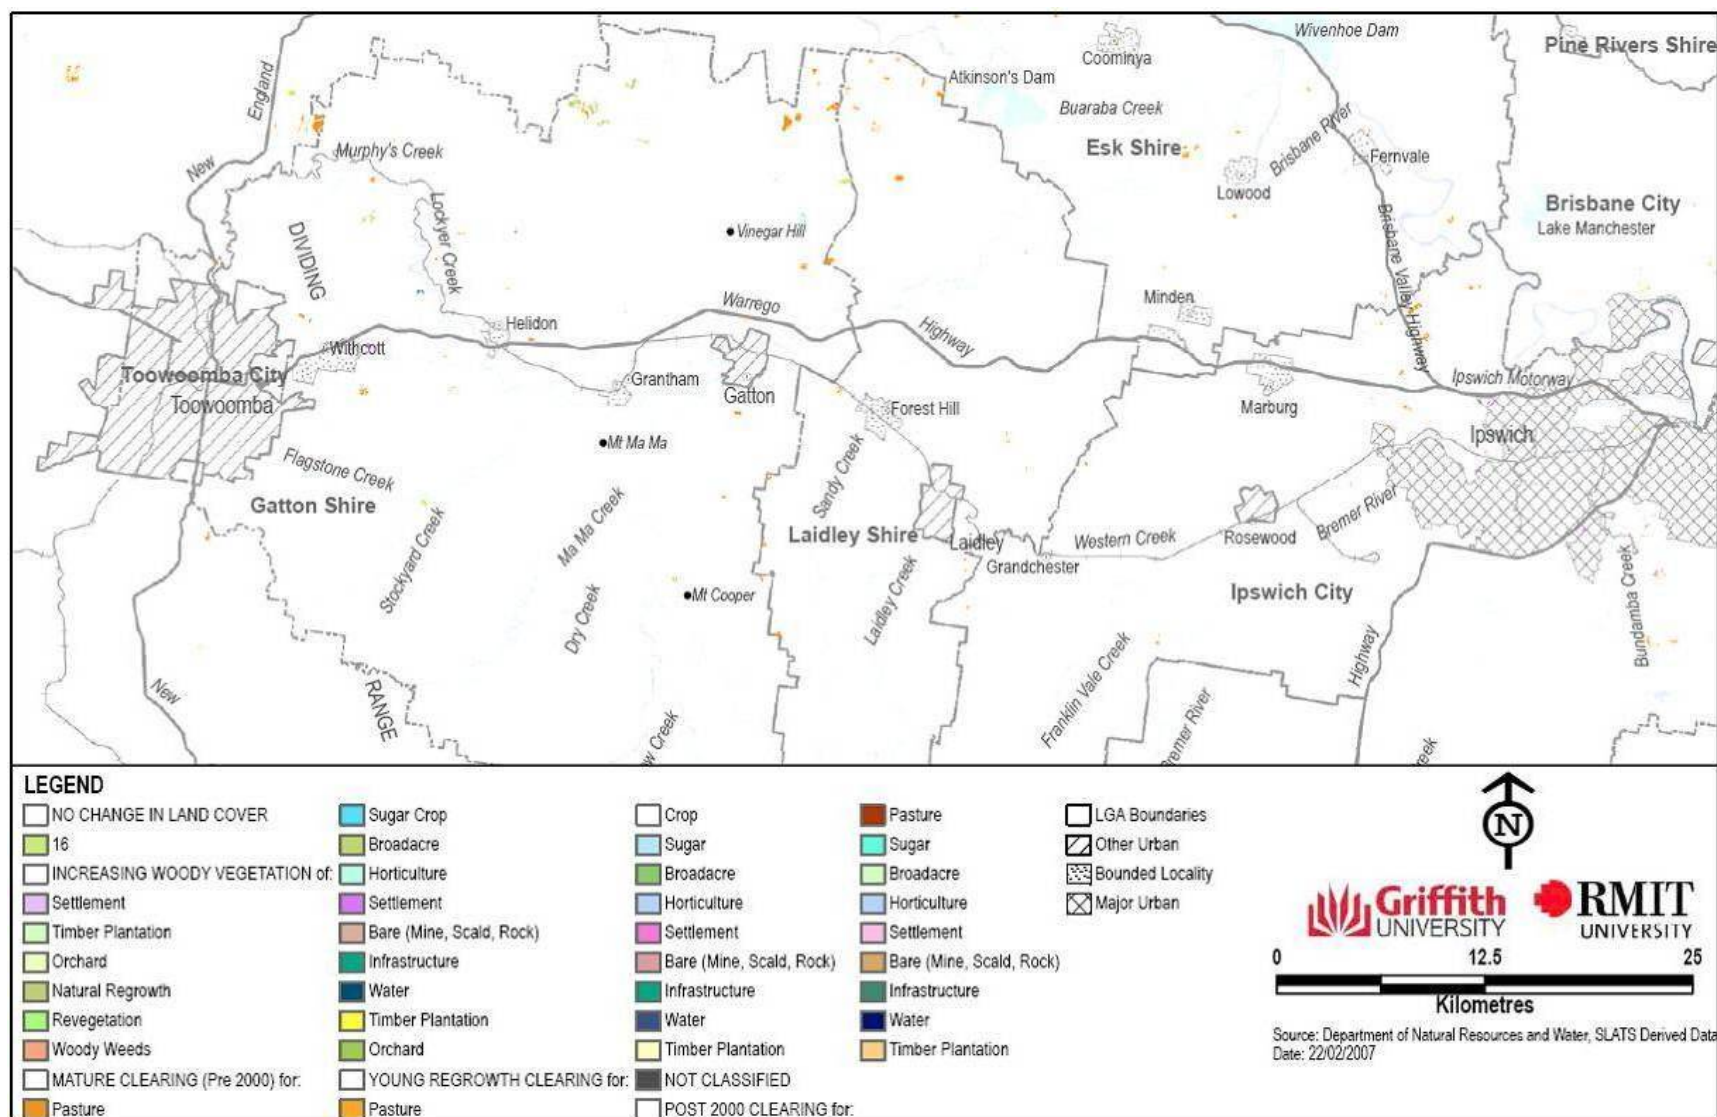 Wivenhoe Dam
Pine Rivers Shire
Coominya
England
Atkinson's Dam
Buaraba Creek
Esk Shire
Brisbane River
Fernvale
Murphy's Creek
New
Lowood
Brisbane City
Lake Manchester
Lockyer Creek
DIVIDING
Vinegar Hill
Brisbane Valley Highway
Minden
Warrego
Highway
Helidon
Withcott
Toowoomba City
Toowoomba
Grantham
Gatton
Forest Hill
Marburg
Ipswich Motorway
Ipswich
Mt Ma Ma
Flagstone Creek
Gatton Shire
Sandy Creek
Stockyard Creek
Ma Ma Creek
Laidley Shire
Laidley
Western Creek
Rosewood
Bremer River
Grandchester
Bundamba Creek
Dry Creek
Mt Cooper
Laidley Creek
Ipswich City
Franklin Vale Creek
Highway
New
RANGE
w Creek
Bremer River
reek
LEGEND
NO CHANGE IN LAND COVER
16
INCREASING WOODY VEGETATION of:
Settlement
Timber Plantation
Orchard
Natural Regrowth
Revegetation
Woody Weeds
MATURE CLEARING (Pre 2000) for:
Pasture
Sugar Crop
Broadacre
Horticulture
Settlement
Bare (Mine, Scald, Rock)
Infrastructure
Water
Timber Plantation
Orchard
YOUNG REGROWTH CLEARING for:
Pasture
Crop
Sugar
Broadacre
Horticulture
Settlement
Bare (Mine, Scald, Rock)
Infrastructure
Water
Timber Plantation
NOT CLASSIFIED
POST 2000 CLEARING for:
Pasture
Sugar
Broadacre
Horticulture
Settlement
Bare (Mine, Scald, Rock)
Infrastructure
Water
Timber Plantation
LGA Boundaries
Other Urban
Bounded Locality
Major Urban
N
Griffith
UNIVERSITY
RMIT
UNIVERSITY
0 12.5 25
Kilometres
Source: Department of Natural Resources and Water, SLATS Derived Data
Date: 22/02/2007